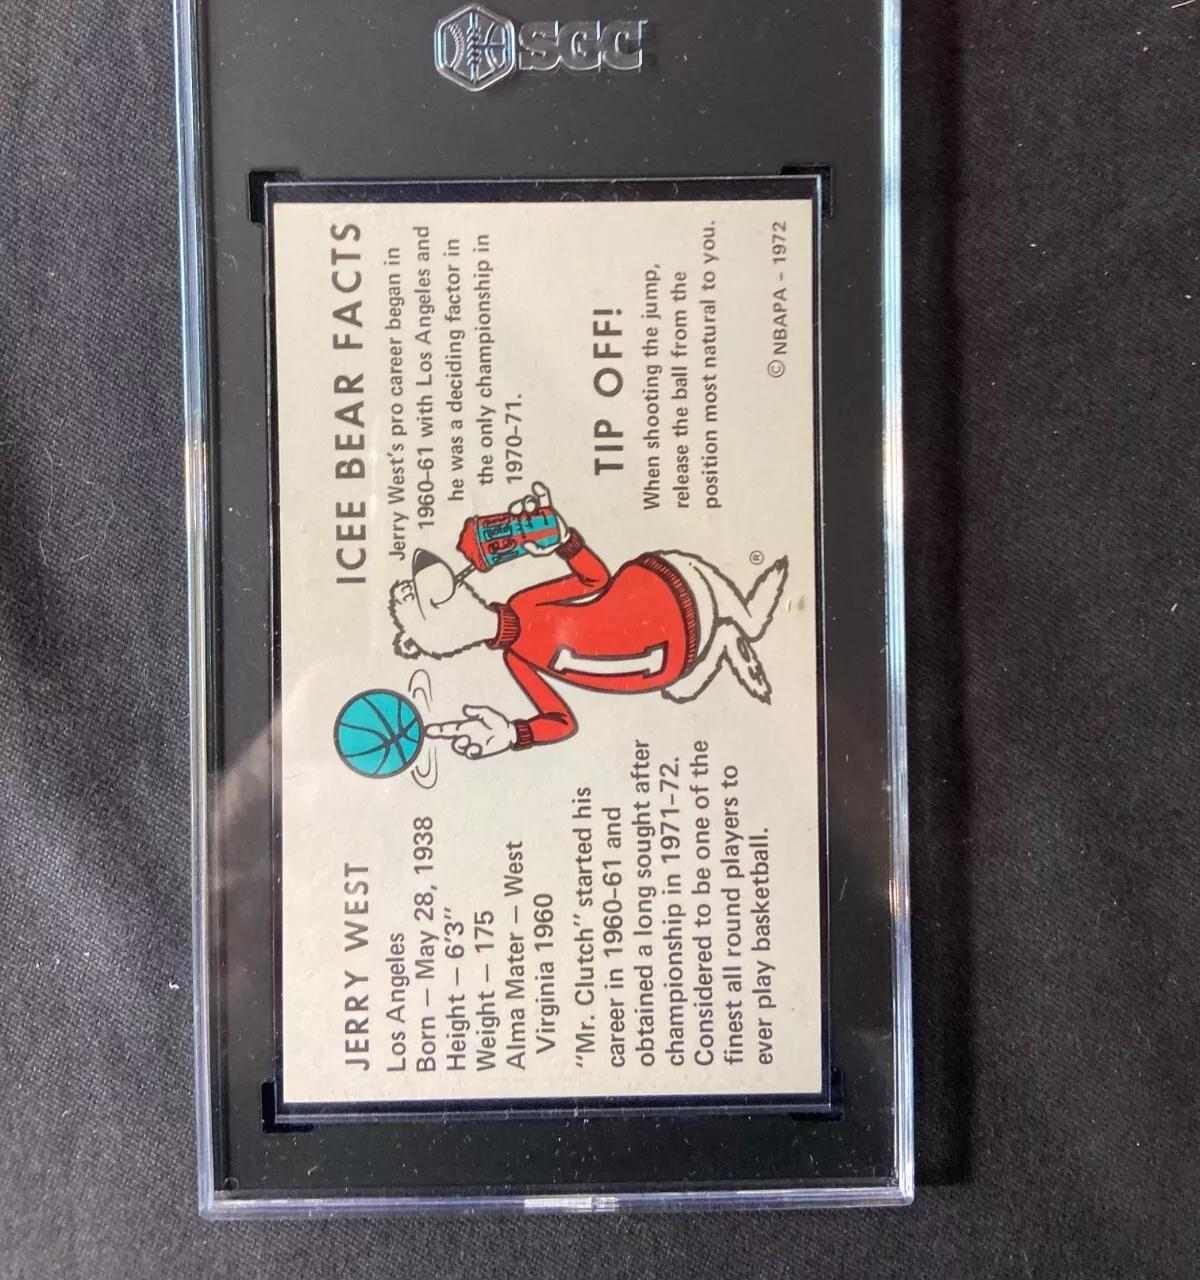 SGC
JERRY WEST
Los Angeles
Born – May 28, 1938
Height – 6'3"
Weight – 175
Alma Mater – West
Virginia 1960
"Mr. Clutch" started his
career in 1960-61 and
obtained a long sought after
championship in 1971-72.
Considered to be one of the
finest all round players to
ever play basketball.
1
ICEE BEAR FACTS
Jerry West's pro career began in
1960-61 with Los Angeles and
he was a deciding factor in
the only championship in
1970-71.
TIP OFF!
When shooting the jump,
release the ball from the
position most natural to you.
®
© NBAPA – 1972